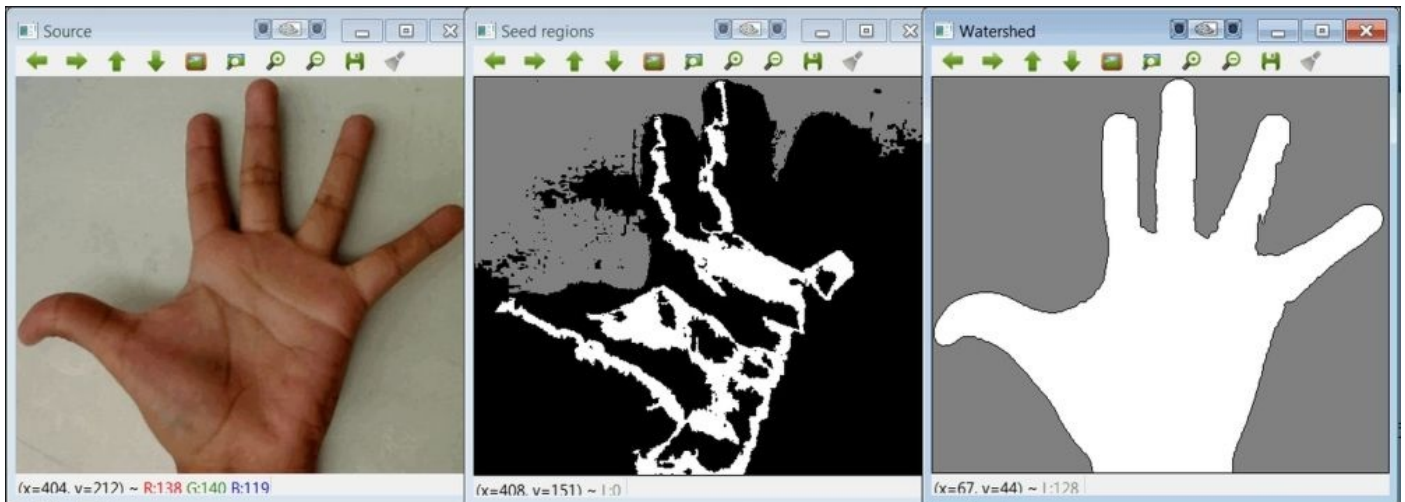 Source
Seed regions
Watershed
(x=404, y=212) ~ R:138 G:140 B:119
(x=408, y=151) ~ L:0
(x=67, y=44) ~ L:128